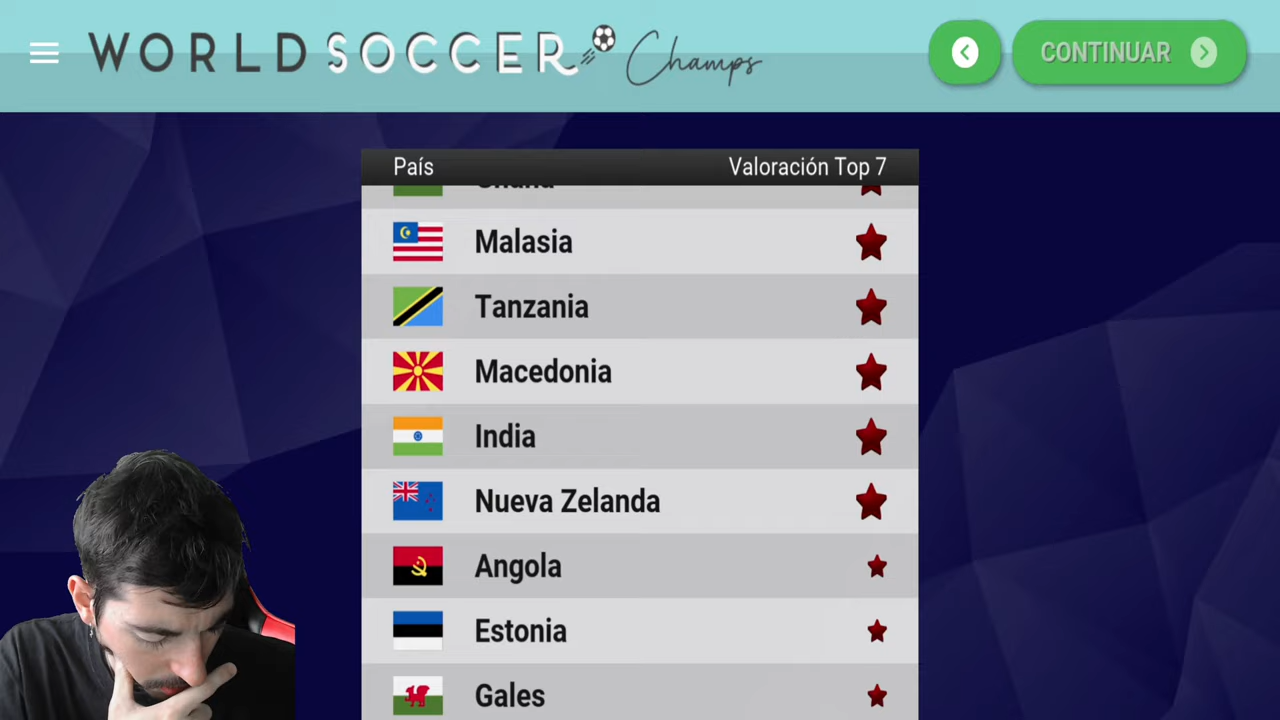 WORLD SOCCER Champs
CONTINUAR
País Valoración Top 7
Malasia
Tanzania
Macedonia
India
Nueva Zelanda
Angola
Estonia
Gales